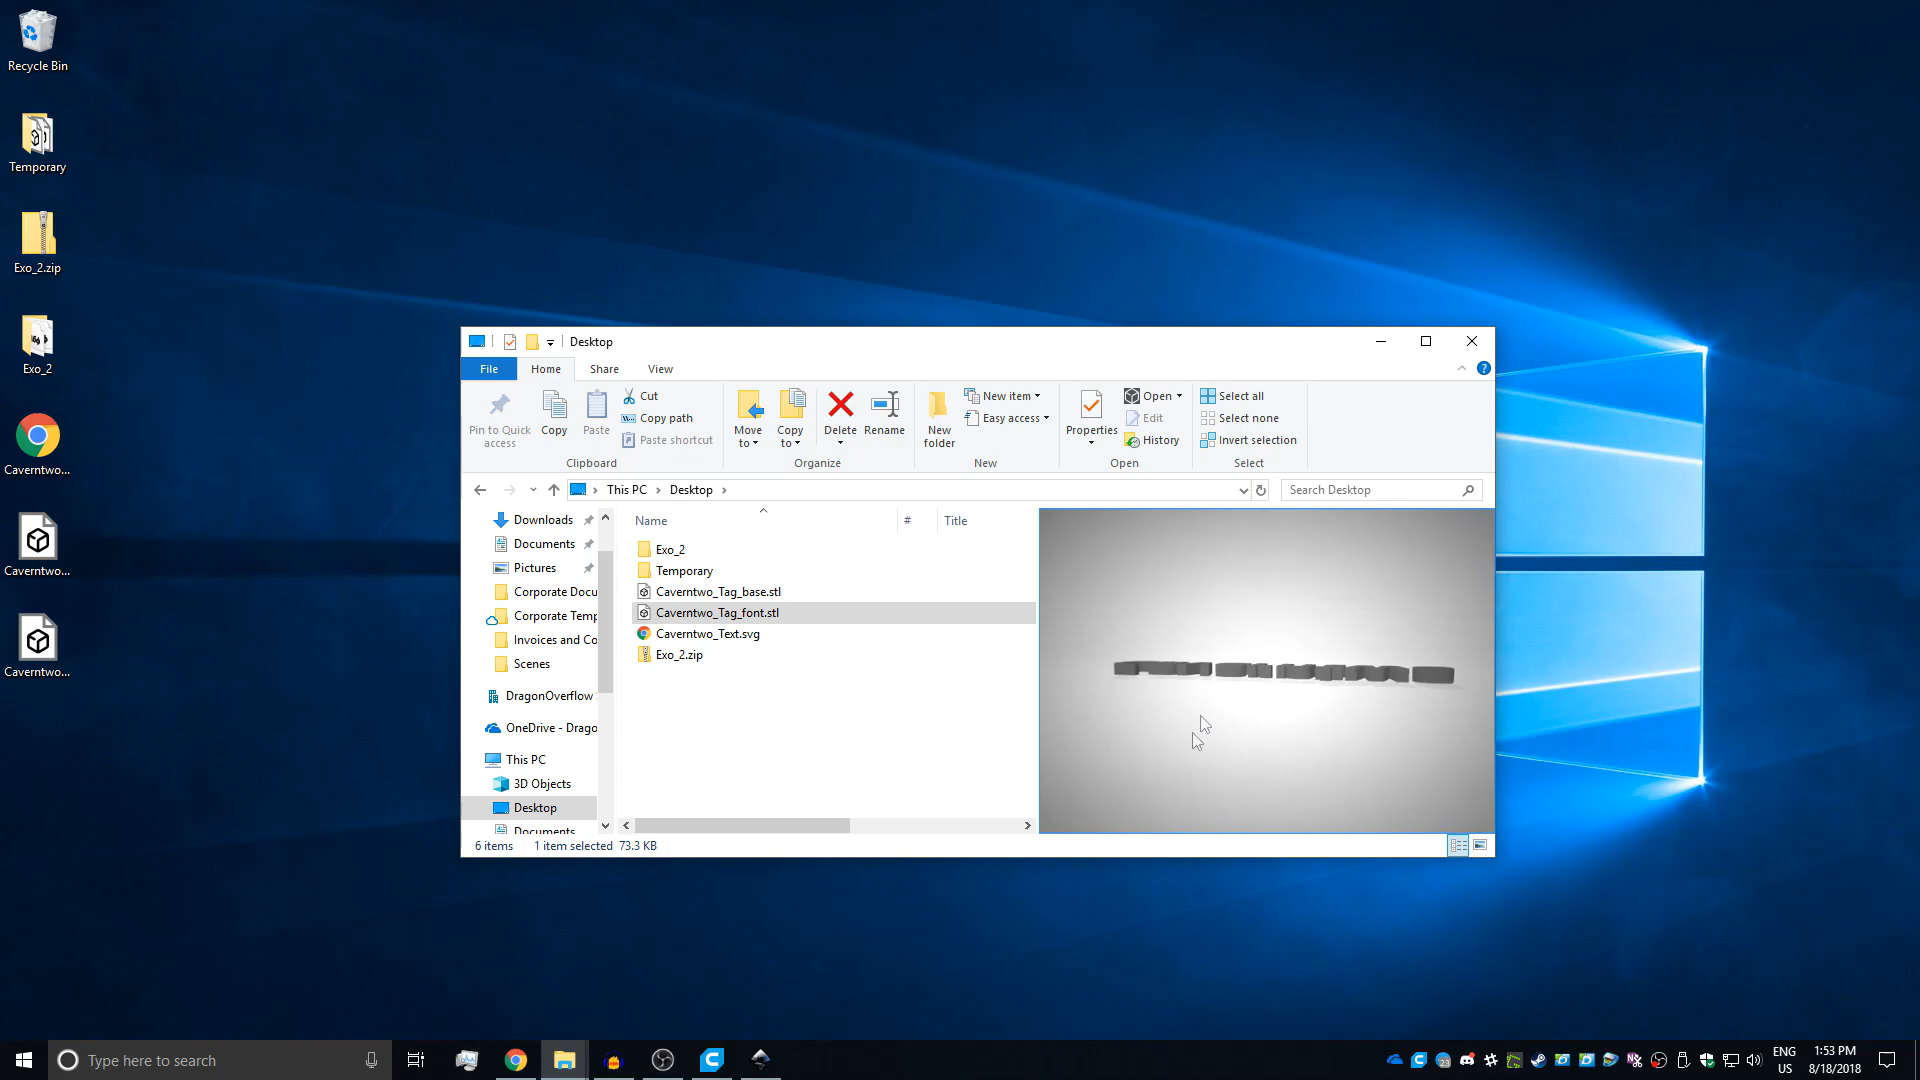 Recycle Bin
Temporary
Exo_2.zip
Exo_2
Caverntwo...
Caverntwo...
Caverntwo...
Desktop
File
Home
Share
View
Pin to Quick access
Copy
Paste
Cut
Copy path
Paste shortcut
Clipboard
Move to
Copy to
Delete
Rename
Organize
New folder
New item
Easy access
New
Properties
Open
Edit
History
Open
Select all
Select none
Invert selection
Select
This PC
Desktop
Search Desktop
Downloads
Documents
Pictures
Corporate Docu
Corporate Temp
Invoices and Co
Scenes
DragonOverflow
OneDrive - Drago
This PC
3D Objects
Desktop
Documents
Name
#
Title
Exo_2
Temporary
Caverntwo_Tag_base.stl
Caverntwo_Tag_font.stl
Caverntwo_Text.svg
Exo_2.zip
6 items
1 item selected 73.3 KB
Type here to search
23
ENG
US
1:53 PM
8/18/2018